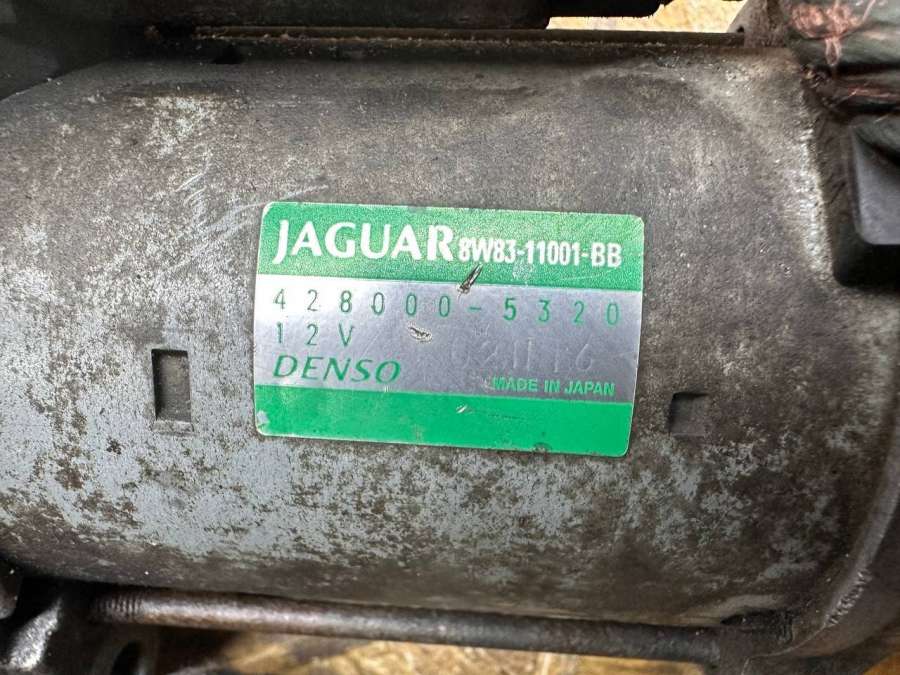 JAGUAR 8W83-11001-BB
428000-5320
12V
DENSO
MADE IN JAPAN